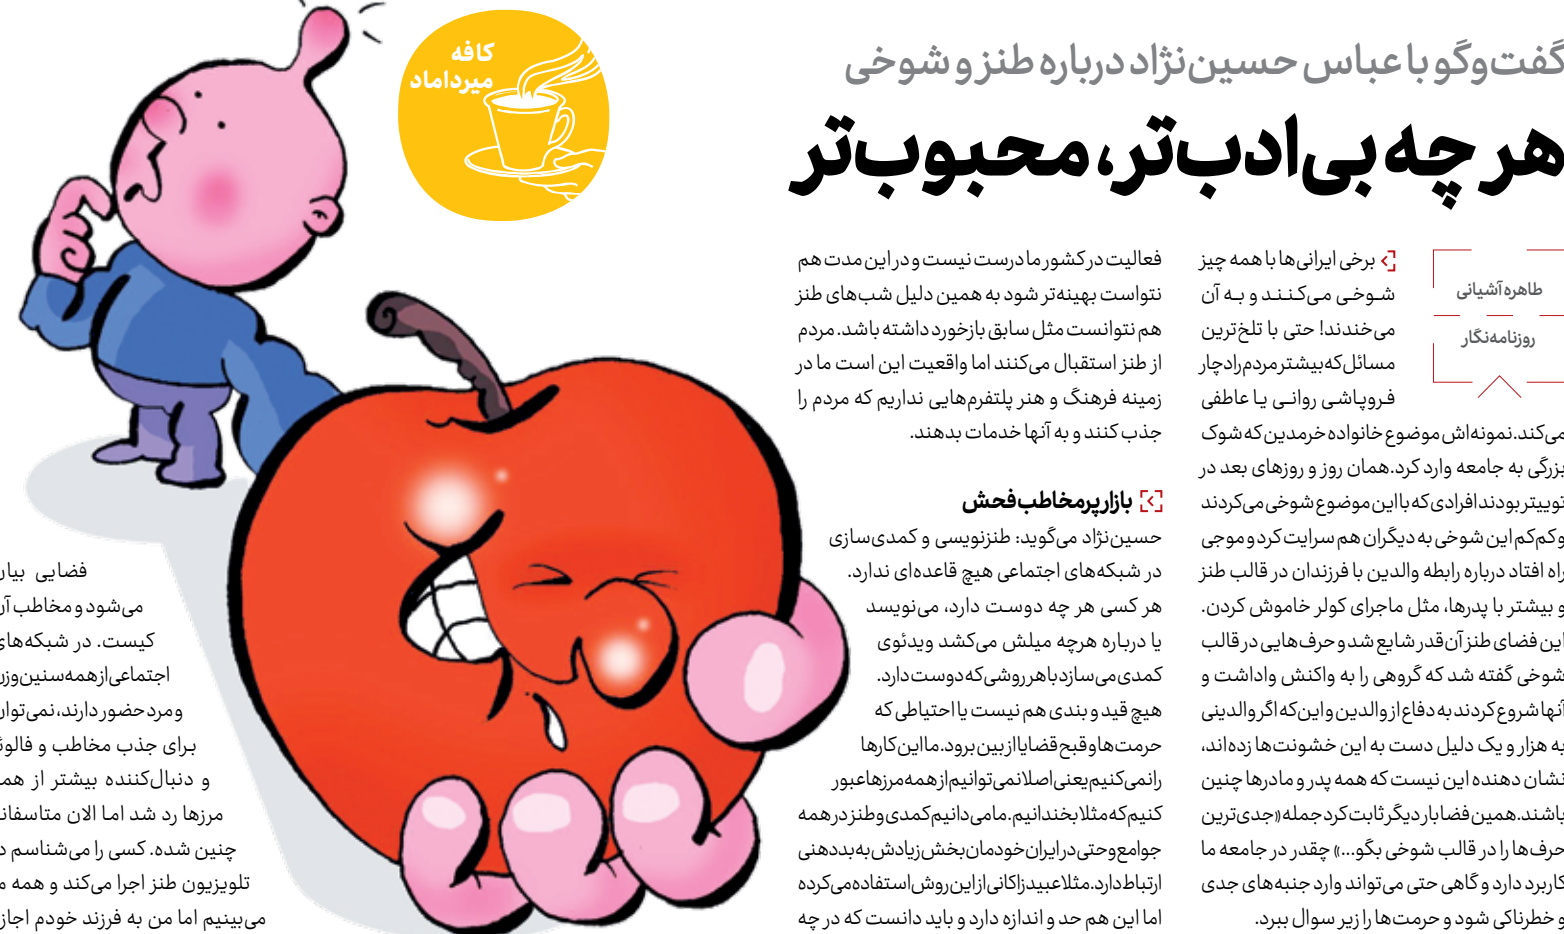 گفت‌وگو با عباس حسین‌نژاد درباره طنز و شوخی
هر چه بی‌ادب‌تر، محبوب‌تر
کافه
میرداماد
طاهره آشیانی
روزنامه‌نگار
برخی ایرانی‌ها با همه چیز
شوخی می‌کنند و به آن
می‌خندند! حتی با تلخ‌ترین
مسائل که بیشتر مردم را دچار
فروپاشی روانی یا عاطفی
می‌کند. نمونه‌اش موضوع خانواده خرمدین که شوک
بزرگی به جامعه وارد کرد. همان روز و روزهای بعد در
توییتر بودند افرادی که با این موضوع شوخی می‌کردند
و کم‌کم این شوخی به دیگران هم سرایت کرد و موجی
راه افتاد درباره رابطه والدین با فرزندان در قالب طنز
و بیشتر با پدرها، مثل ماجرای کولر خاموش کردن.
این فضای طنز آن‌قدر شایع شد و حرف‌هایی در قالب
شوخی گفته شد که گروهی را به واکنش واداشت و
آنها شروع کردند به دفاع از والدین و این‌که اگر والدینی
به هزار و یک دلیل دست به این خشونت‌ها زده‌اند،
نشان دهنده این نیست که همه پدر و مادرها چنین
باشند. همین فضا بار دیگر ثابت کرد جمله «جدی‌ترین
حرف‌ها را در قالب شوخی بگو...» چقدر در جامعه ما
کاربرد دارد و گاهی حتی می‌تواند وارد جنبه‌های جدی
و خطرناکی شود و حرمت‌ها را زیر سوال ببرد.
فعالیت در کشور ما درست نیست و در این مدت هم
نتواست بهینه‌تر شود به همین دلیل شب‌های طنز
هم نتوانست مثل سابق بازخورد داشته باشد. مردم
از طنز استقبال می‌کنند اما واقعیت این است ما در
زمینه فرهنگ و هنر پلتفرم‌هایی نداریم که مردم را
جذب کنند و به آنها خدمات بدهند.
بازار پرمخاطب فحش
حسین‌نژاد می‌گوید: طنزنویسی و کمدی‌سازی
در شبکه‌های اجتماعی هیچ قاعده‌ای ندارد.
هر کسی هر چه دوست دارد، می‌نویسد
یا درباره هرچه میلش می‌کشد ویدئوی
کمدی می‌سازد با هر روشی که دوست دارد.
هیچ قید و بندی هم نیست یا احتیاطی که
حرمت‌ها و قبح قضایا از بین برود. ما این کارها
را نمی‌کنیم یعنی اصلا نمی‌توانیم از همه مرزها عبور
کنیم که مثلا بخندانیم. ما می‌دانیم کمدی و طنز در همه
جوامع و حتی در ایران خودمان بخش زیادش به بددهنی
ارتباط دارد. مثلا عبید زاکانی از این روش استفاده می‌کرده
اما این هم حد و اندازه دارد و باید دانست که در چه
فضایی بیان
می‌شود و مخاطب آن
کیست. در شبکه‌های
اجتماعی از همه سنین و زن
و مرد حضور دارند، نمی‌توان
برای جذب مخاطب و
و دنبال‌کننده بیشتر از
مرزها رد شد اما الان
چنین شده. کسی را می‌شناسم
تلویزیون طنز اجرا می‌کند و همه
می‌بینیم اما من به فرزند خودم